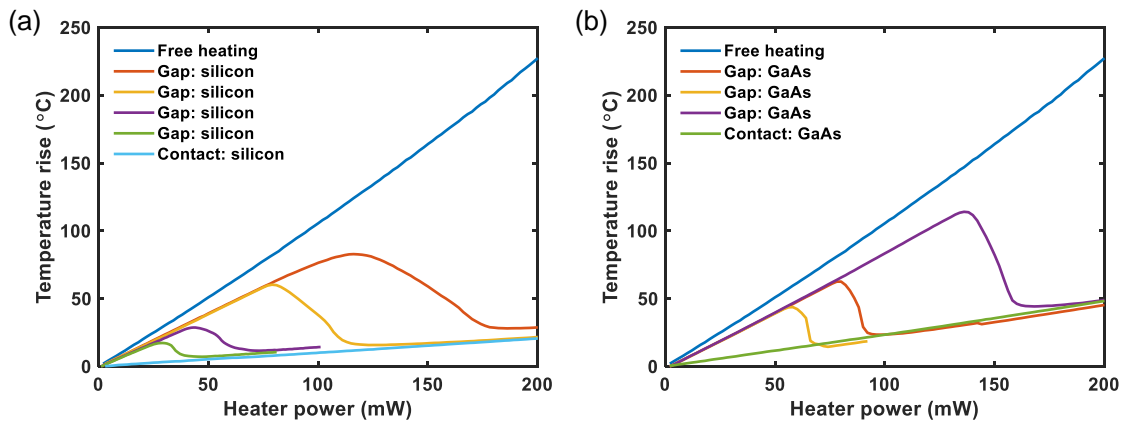 (a)
250
200
150
100
50
0
Temperature rise (°C)
Free heating
Gap: silicon
Gap: silicon
Gap: silicon
Gap: silicon
Contact: silicon
0 50 100 150 200
Heater power (mW)
(b)
250
200
150
100
50
0
Temperature rise (°C)
Free heating
Gap: GaAs
Gap: GaAs
Gap: GaAs
Contact: GaAs
0 50 100 150 200
Heater power (mW)